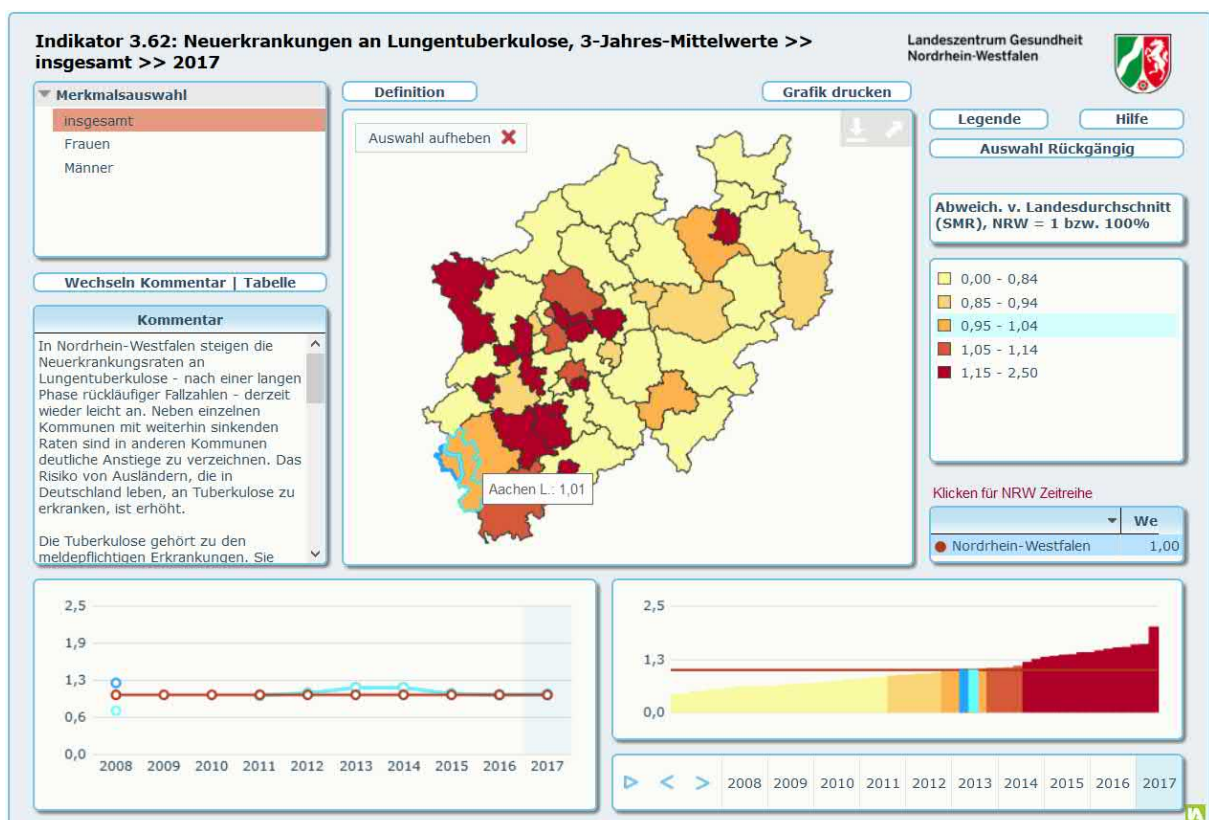 Indikator 3.62: Neuerkrankungen an Lungentuberkulose, 3-Jahres-Mittelwerte >>
insgesamt >> 2017
Landeszentrum Gesundheit
Nordrhein-Westfalen
Merkmalsauswahl
insgesamt
Frauen
Männer
Wechseln Kommentar | Tabelle
Kommentar
In Nordrhein-Westfalen steigen die
Neuerkrankungsraten an
Lungentuberkulose - nach einer langen
Phase rückläufiger Fallzahlen - derzeit
wieder leicht an. Neben einzelnen
Kommunen mit weiterhin sinkenden
Raten sind in anderen Kommunen
deutliche Anstiege zu verzeichnen. Das
Risiko von Ausländern, die in
Deutschland leben, an Tuberkulose zu
erkranken, ist erhöht.
Die Tuberkulose gehört zu den
meldepflichtigen Erkrankungen. Sie
Definition
Grafik drucken
Auswahl aufheben
Aachen L.: 1,01
Legende
Hilfe
Auswahl Rückgängig
Abweich. v. Landesdurchschnitt
(SMR), NRW = 1 bzw. 100%
0,00 - 0,84
0,85 - 0,94
0,95 - 1,04
1,05 - 1,14
1,15 - 2,50
Klicken für NRW Zeitreihe
We
Nordrhein-Westfalen 1,00
2,5
1,9
1,3
0,6
0,0
2008 2009 2010 2011 2012 2013 2014 2015 2016 2017
2,5
1,3
0,0
2008 2009 2010 2011 2012 2013 2014 2015 2016 2017